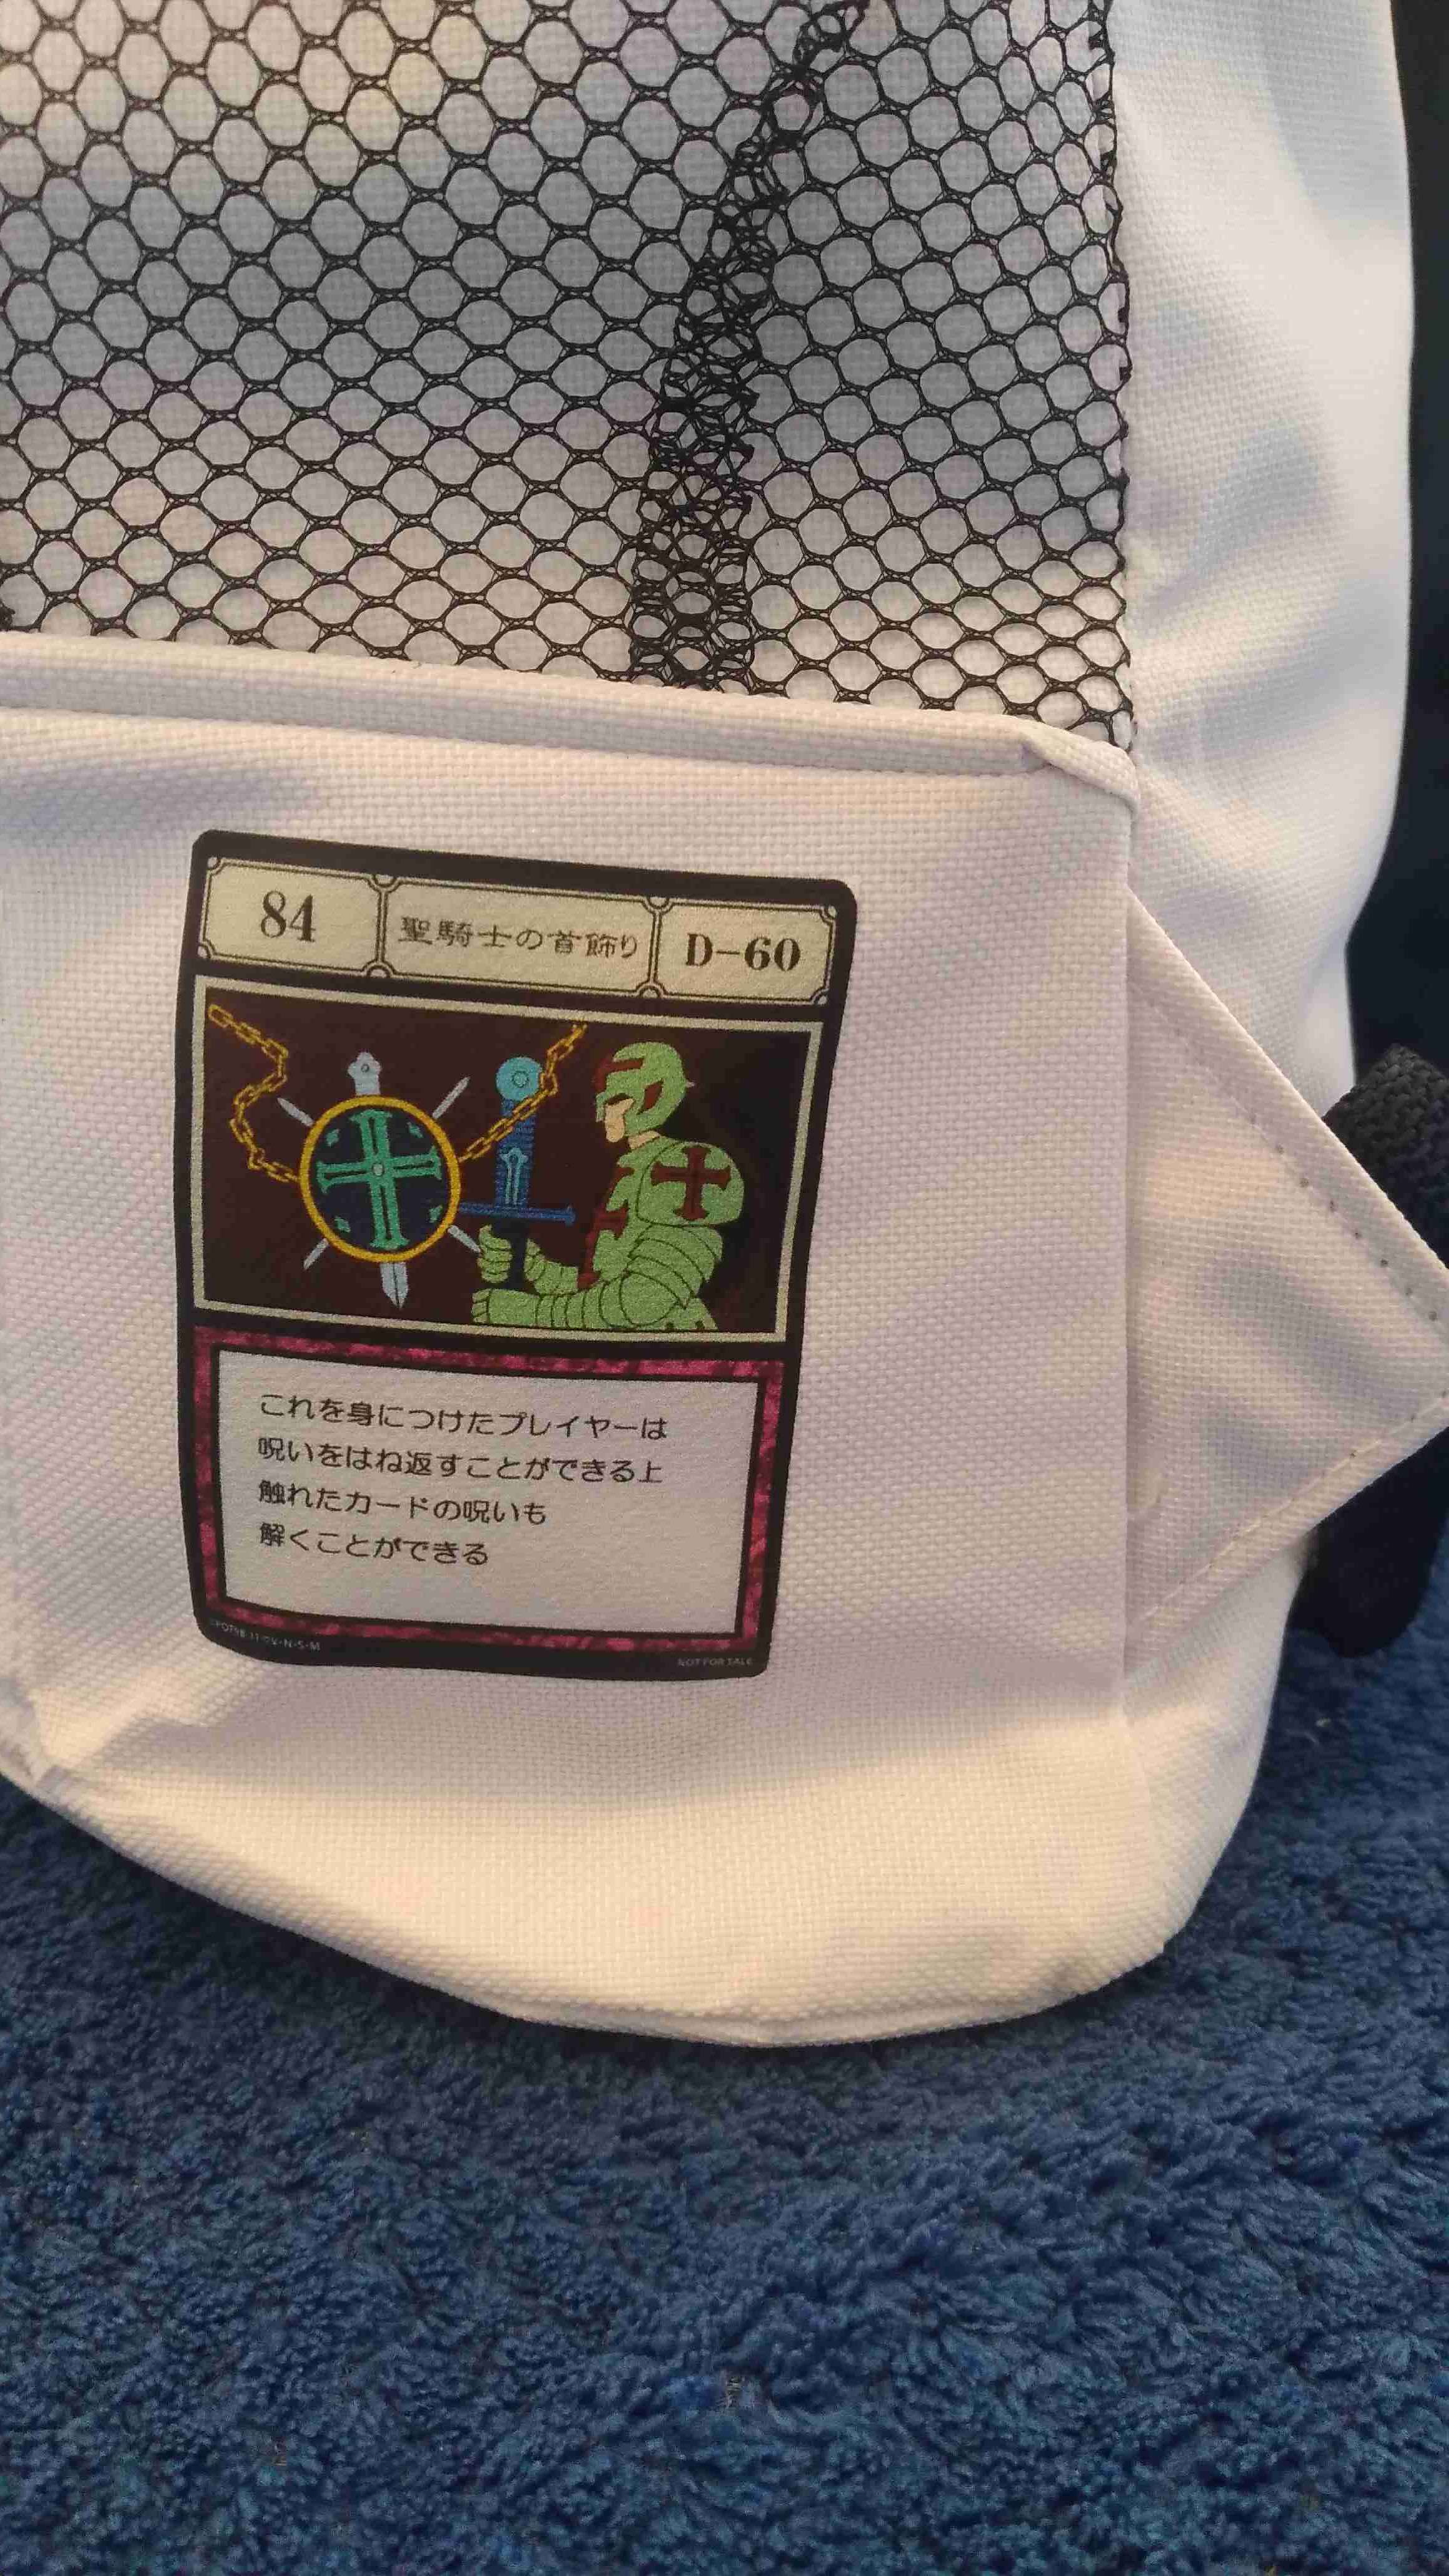 84
聖騎士の首飾り
D-60
これを身につけたプレイヤーは
呪いをはね返すことができる上
触れたカードの呪いも
解くことができる
NOT FOR SALE